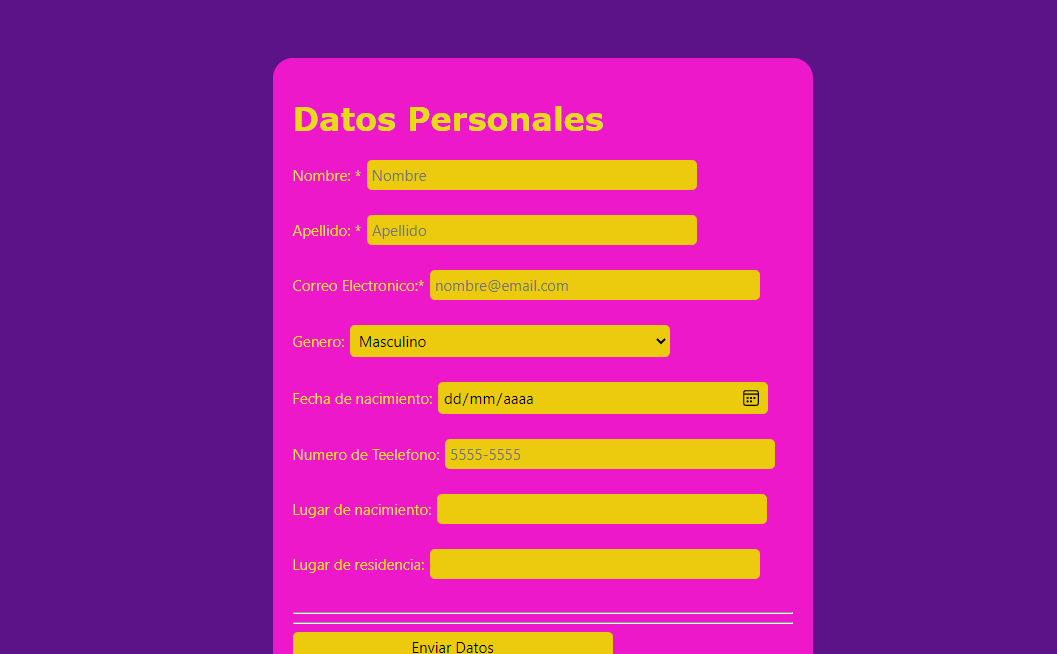 Datos Personales
Nombre: * Nombre
Apellido: * Apellido
Correo Electronico:* nombre@email.com
Genero: Masculino
Fecha de nacimiento: dd/mm/aaaa
Numero de Teelefono: 5555-5555
Lugar de nacimiento:
Lugar de residencia:
Enviar Datos